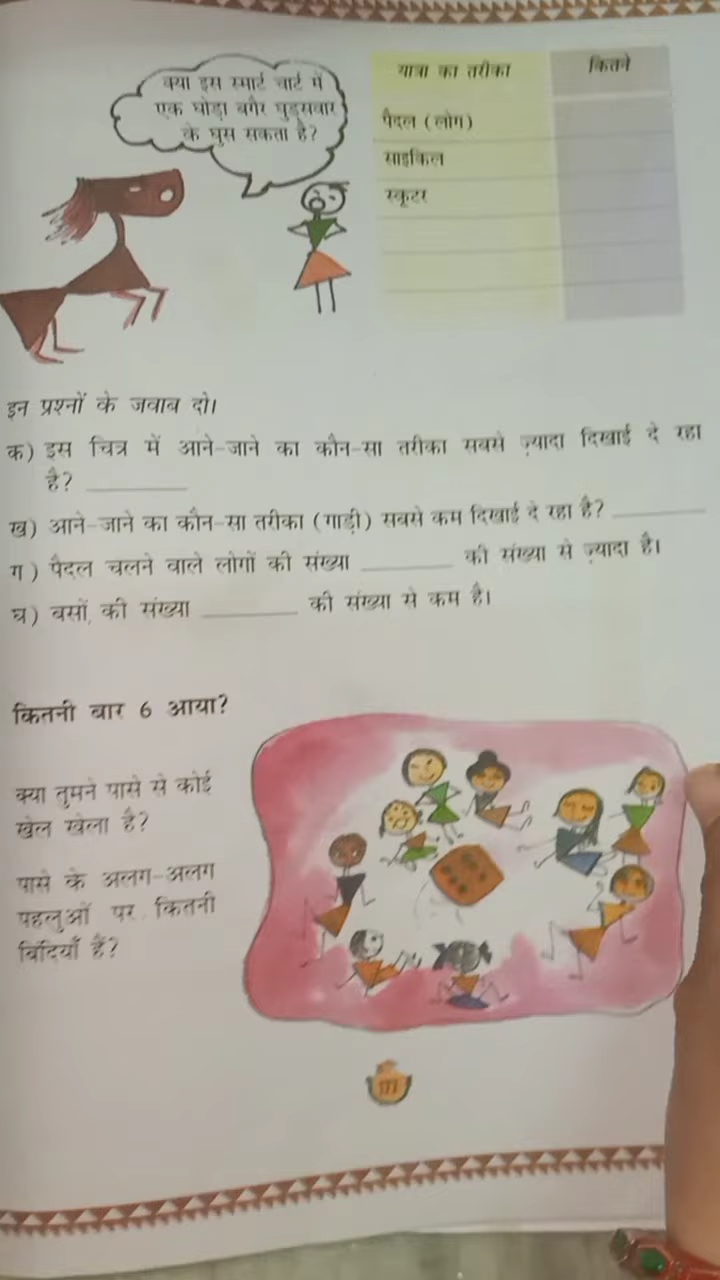 क्या इस स्मार्ट चार्ट में
एक घोड़ा बगैर घुड़सवार
के घुस सकता है?
यात्रा का तरीका कितने
पैदल (लोग)
साइकिल
स्कूटर
इन प्रश्नों के जवाब दो।
क) इस चित्र में आने-जाने का कौन-सा तरीका सबसे ज़्यादा दिखाई दे रहा
है? ________
ख) आने-जाने का कौन-सा तरीका (गाड़ी) सबसे कम दिखाई दे रहा है? ________
ग) पैदल चलने वाले लोगों की संख्या ________ की संख्या से ज़्यादा है।
घ) बसों की संख्या ________ की संख्या से कम है।
कितनी बार 6 आया?
क्या तुमने पासे से कोई
खेल खेला है?
पासे के अलग-अलग
पहलुओं पर कितनी
बिंदियाँ हैं?